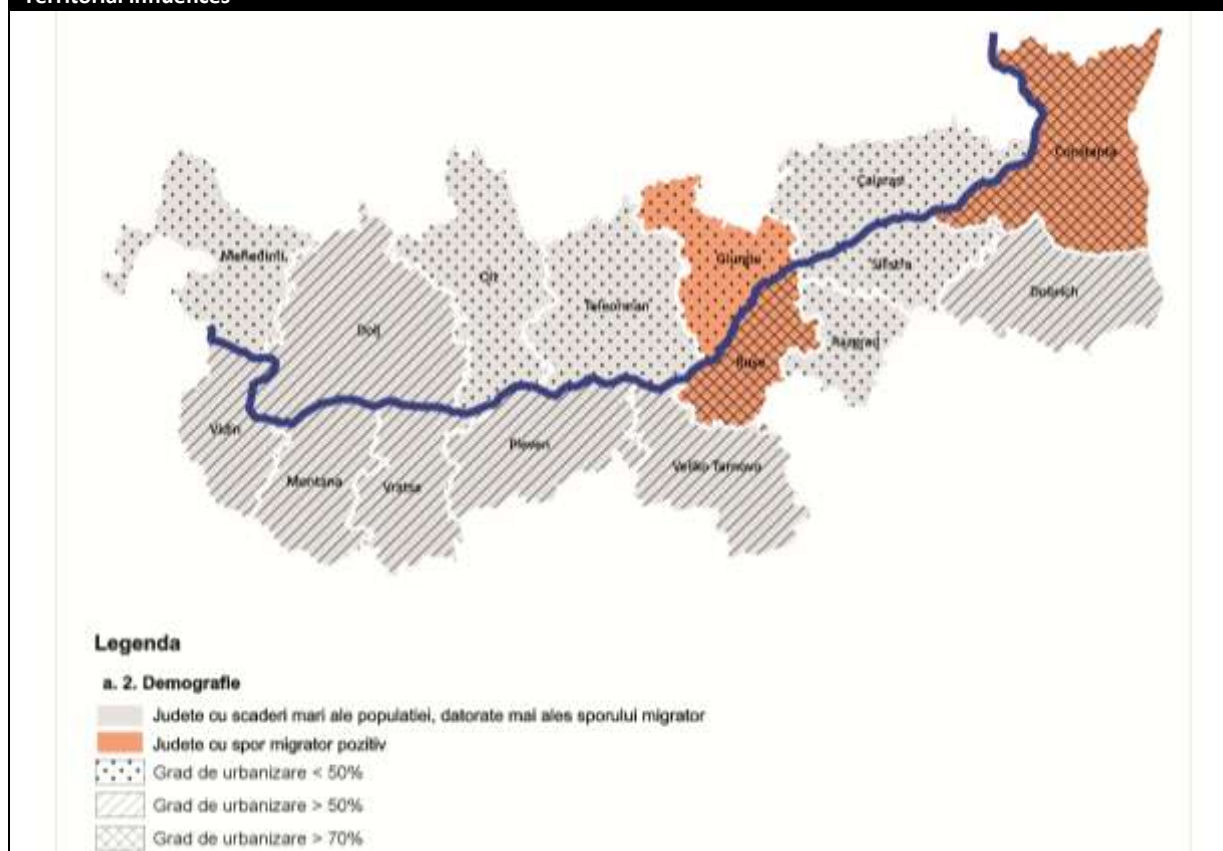 Territorial influences
Constanta
Calarasi
Mehedinti
Giurgiu
Silistra
Olt
Dobrich
Teleorman
Dolj
Razgrad
Ruse
Vidin
Pleven
Veliko Tarnovo
Montana
Vratsa
Legenda
a. 2. Demografie
Judete cu scaderi mari ale populatiei, datorate mai ales sporului migrator
Judete cu spor migrator pozitiv
Grad de urbanizare < 50%
Grad de urbanizare > 50%
Grad de urbanizare > 70%